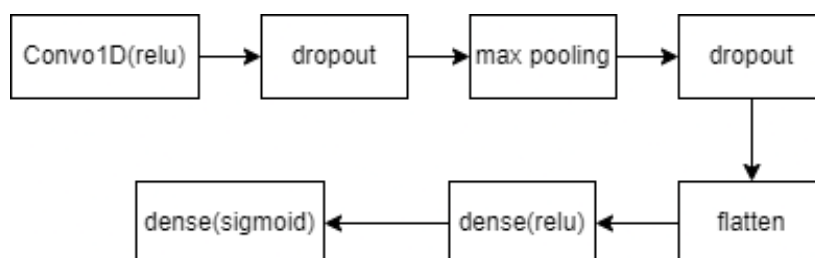 Convo1D(relu)
dropout
max pooling
dropout
flatten
dense(relu)
dense(sigmoid)